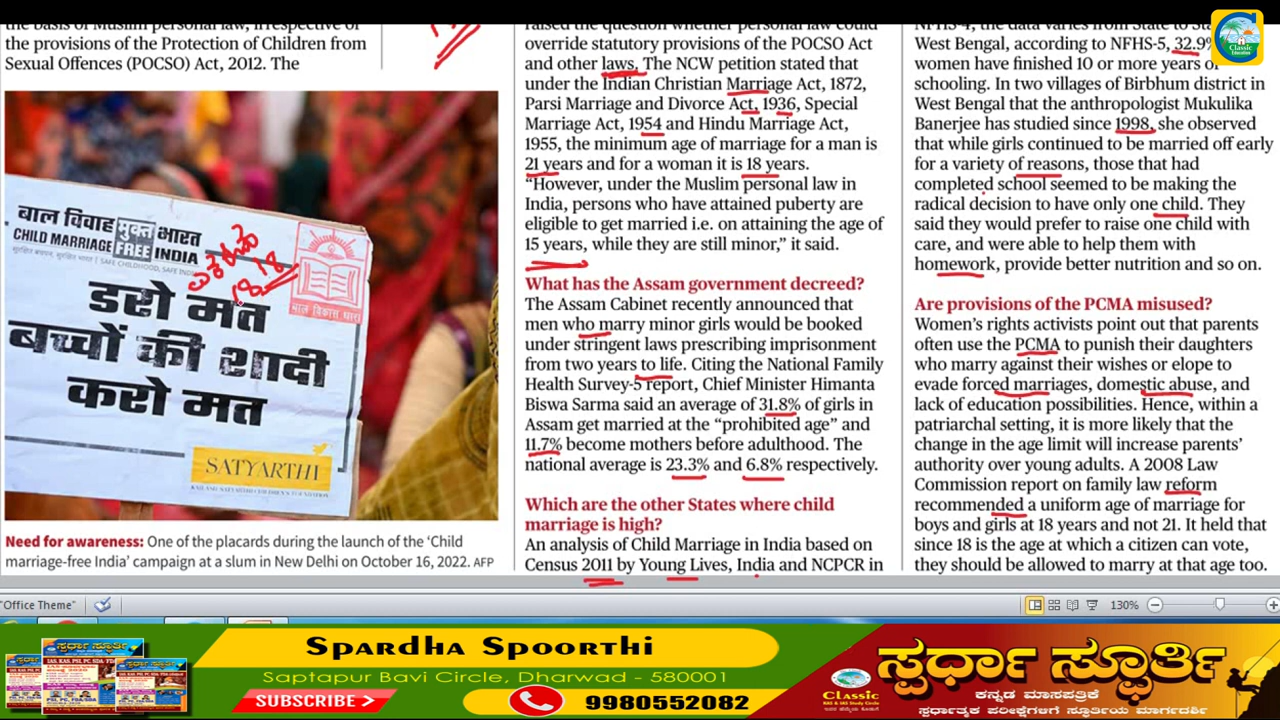 the basis of Muslim personal law, irrespective of
the provisions of the Protection of Children from
Sexual Offences (POCSO) Act, 2012. The
बाल विवाह मुक्त भारत
CHILD MARRIAGE FREE INDIA
डरो मत
बच्चों की शादी
करो मत
SATYARTHI
Need for awareness: One of the placards during the launch of the ‘Child
marriage-free India’ campaign at a slum in New Delhi on October 16, 2022. AFP
the question whether personal law could
override statutory provisions of the POCSO Act
and other laws. The NCW petition stated that
under the Indian Christian Marriage Act, 1872,
Parsi Marriage and Divorce Act, 1936, Special
Marriage Act, 1954 and Hindu Marriage Act,
1955, the minimum age of marriage for a man is
21 years and for a woman it is 18 years.
“However, under the Muslim personal law in
India, persons who have attained puberty are
eligible to get married i.e. on attaining the age of
15 years, while they are still minor,” it said.
What has the Assam government decreed?
The Assam Cabinet recently announced that
men who marry minor girls would be booked
under stringent laws prescribing imprisonment
from two years to life. Citing the National Family
Health Survey-5 report, Chief Minister Himanta
Biswa Sarma said an average of 31.8% of girls in
Assam get married at the “prohibited age” and
11.7% become mothers before adulthood. The
national average is 23.3% and 6.8% respectively.
Which are the other States where child
marriage is high?
An analysis of Child Marriage in India based on
Census 2011 by Young Lives, India and NCPCR in
NFHS-4, the data varies from State to
West Bengal, according to NFHS-5, 32.9%
women have finished 10 or more years of
schooling. In two villages of Birbhum district in
West Bengal that the anthropologist Mukulika
Banerjee has studied since 1998, she observed
that while girls continued to be married off early
for a variety of reasons, those that had
completed school seemed to be making the
radical decision to have only one child. They
said they would prefer to raise one child with
care, and were able to help them with
homework, provide better nutrition and so on.
Are provisions of the PCMA misused?
Women’s rights activists point out that parents
often use the PCMA to punish their daughters
who marry against their wishes or elope to
evade forced marriages, domestic abuse, and
lack of education possibilities. Hence, within a
patriarchal setting, it is more likely that the
change in the age limit will increase parents’
authority over young adults. A 2008 Law
Commission report on family law reform
recommended a uniform age of marriage for
boys and girls at 18 years and not 21. It held that
since 18 is the age at which a citizen can vote,
they should be allowed to marry at that age too.
Classic
Education
"Office Theme"
130%
Spardha Spoorthi
Saptapur Bavi Circle, Dharwad - 580001
SUBSCRIBE
9980552082
Classic
ಸ್ಪರ್ಧಾ ಸ್ಫೂರ್ತಿ
ಕನ್ನಡ ಮಾಸಪತ್ರಿಕೆ
ಸ್ಪರ್ಧಾತ್ಮಕ ಪರೀಕ್ಷೆಗಳಿಗೆ ಸ್ಫೂರ್ತಿಯ ಮಾರ್ಗದರ್ಶಿ